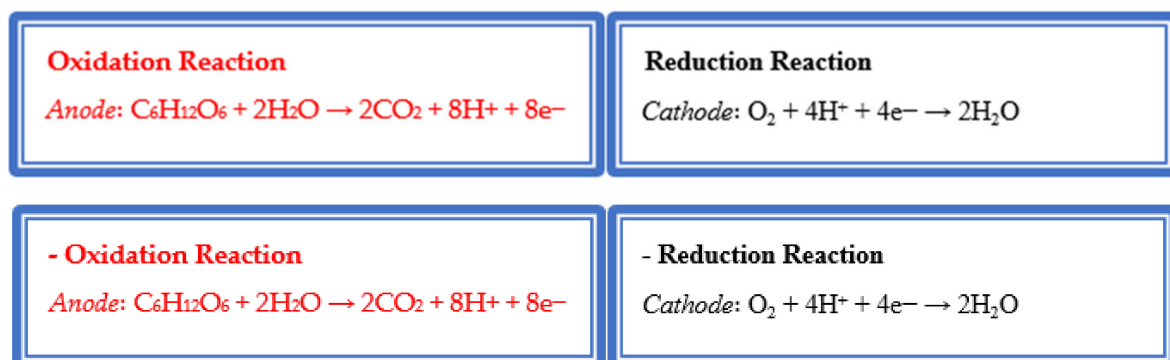 Oxidation Reaction
Anode: C₆H₁₂O₆ + 2H₂O → 2CO₂ + 8H+ + 8e−
Reduction Reaction
Cathode: O₂ + 4H⁺ + 4e− → 2H₂O
- Oxidation Reaction
Anode: C₆H₁₂O₆ + 2H₂O → 2CO₂ + 8H+ + 8e−
- Reduction Reaction
Cathode: O₂ + 4H⁺ + 4e− → 2H₂O